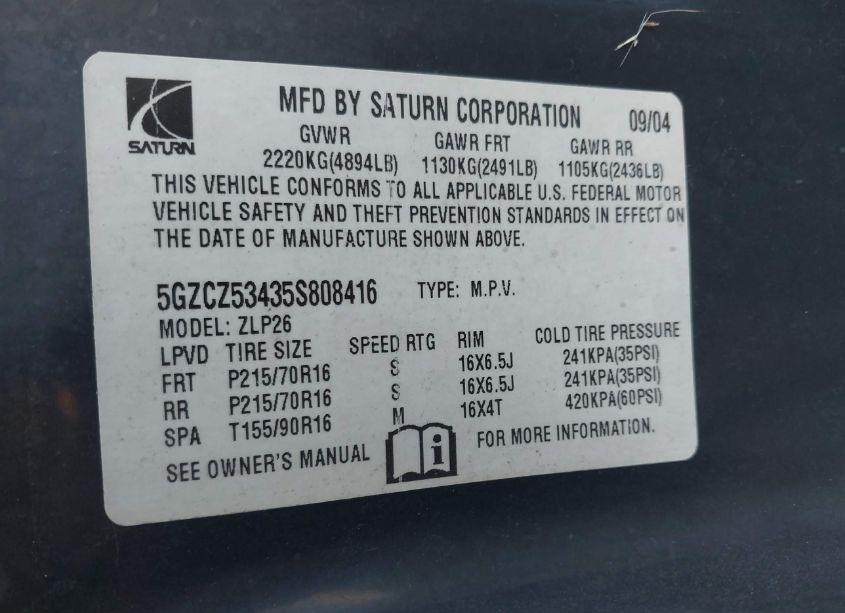 SATURN
MFD BY SATURN CORPORATION 09/04
GVWR GAWR FRT GAWR RR
2220KG(4894LB) 1130KG(2491LB) 1105KG(2436LB)
THIS VEHICLE CONFORMS TO ALL APPLICABLE U.S. FEDERAL MOTOR
VEHICLE SAFETY AND THEFT PREVENTION STANDARDS IN EFFECT ON
THE DATE OF MANUFACTURE SHOWN ABOVE.
5GZCZ53435S808416 TYPE: M.P.V.
MODEL: ZLP26
LPVD TIRE SIZE SPEED RTG RIM COLD TIRE PRESSURE
FRT P215/70R16 S 16X6.5J 241KPA(35PSI)
RR P215/70R16 S 16X6.5J 241KPA(35PSI)
SPA T155/90R16 M 16X4T 420KPA(60PSI)
SEE OWNER'S MANUAL i FOR MORE INFORMATION.